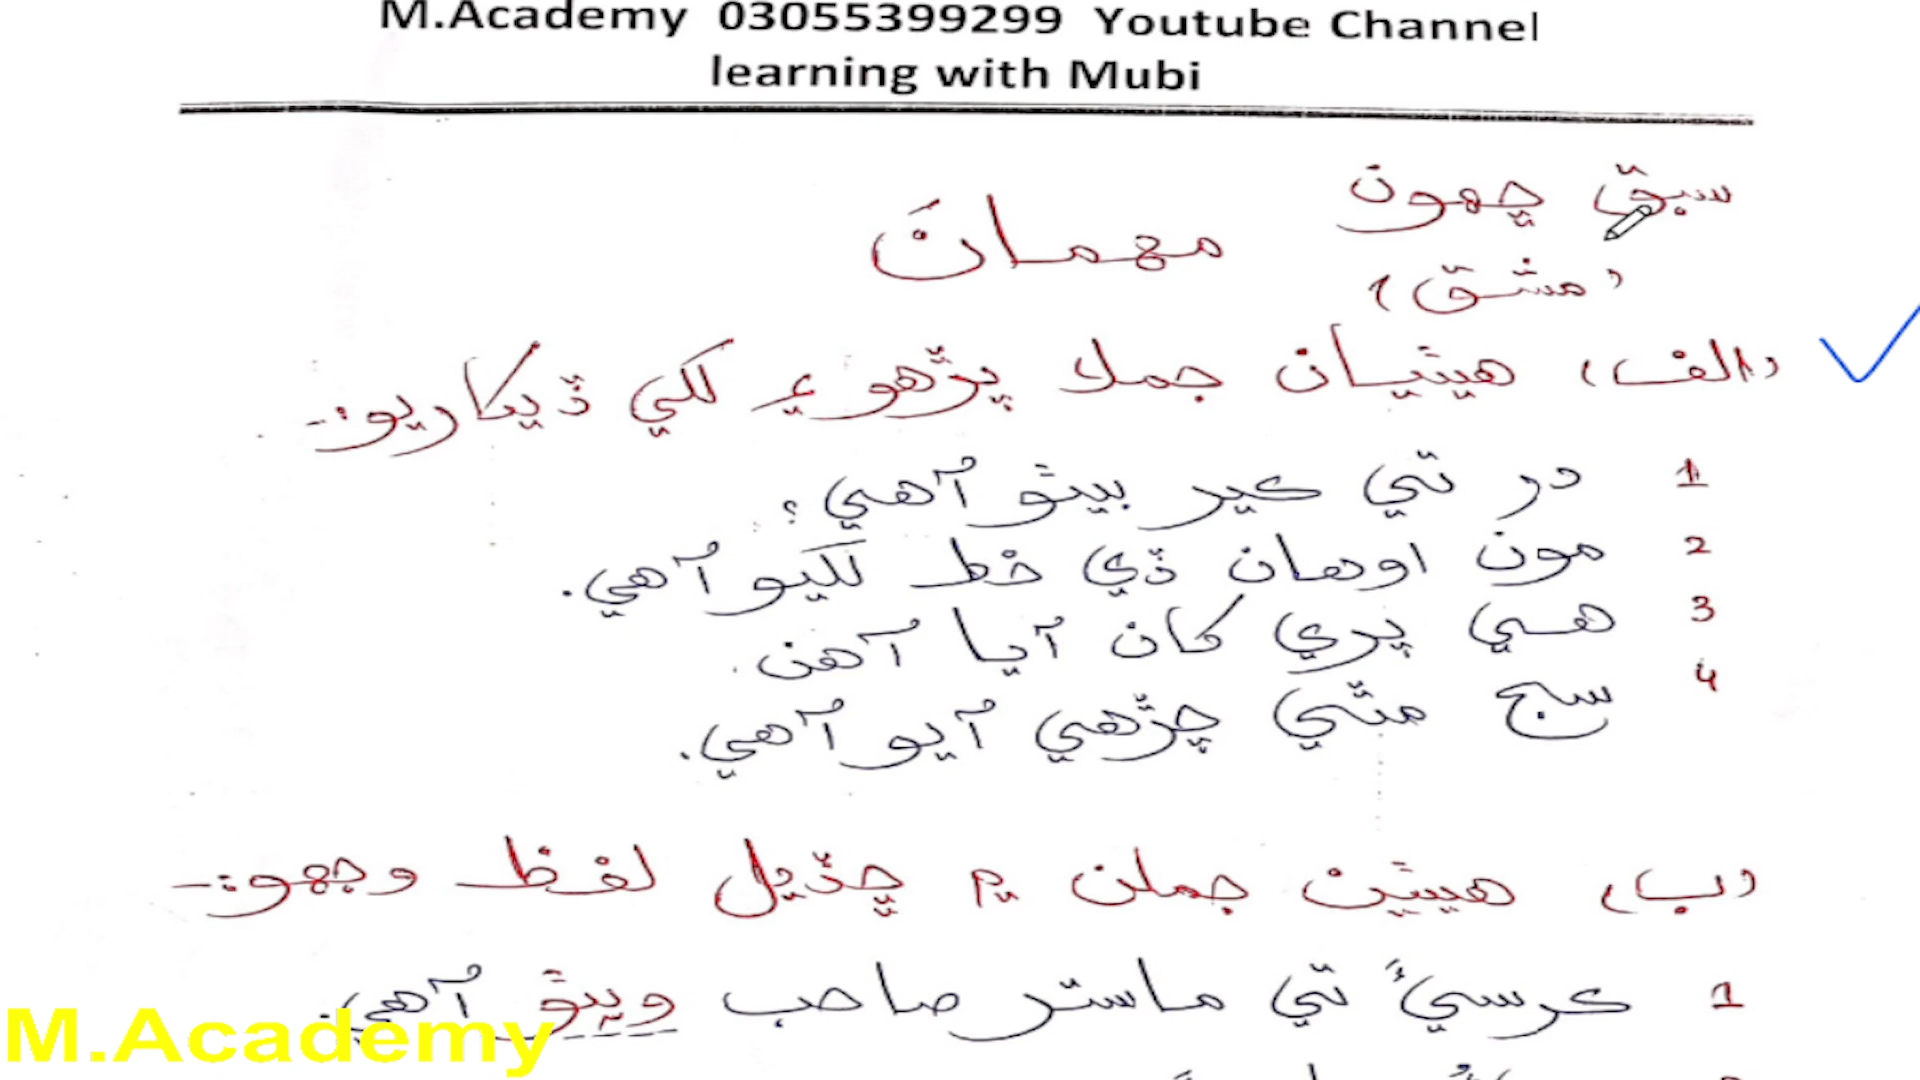 M.Academy 03055399299 Youtube Channel
learning with Mubi
سبق ڇهون
مهمانَ
(مشق)
(الف) هيٺيان جملا پڙهو ۽ لکي ڏيکاريو:-
1 در تي ڪير بيٺو آهي؟
2 مون اوهان ڏي خط لکيو آهي.
3 هي پري کان آيا آهن.
4 سج مٿي چڙهي آيو آهي.
(ب) هيٺين جملن ۾ ڇڏيل لفظ وجهو:-
1 ڪرسيءَ تي ماستر صاحب ويٺو آهي.
M.Academy